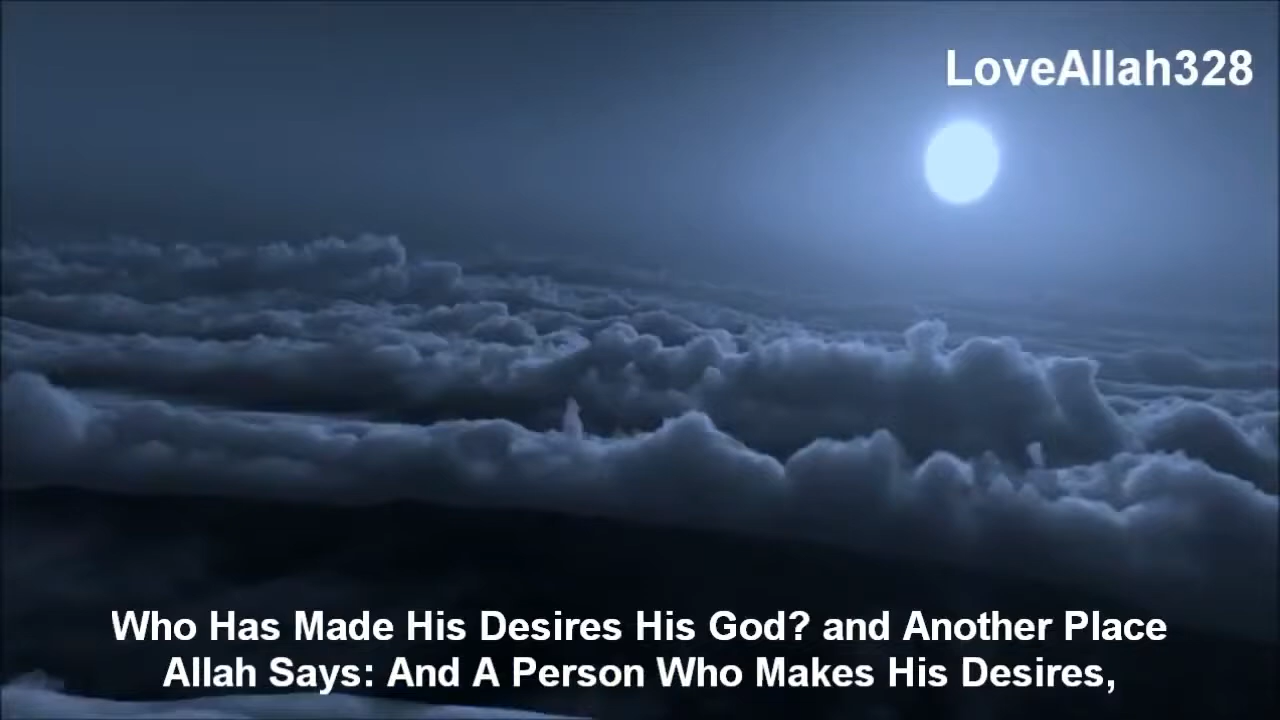 LoveAllah328
Who Has Made His Desires His God? and Another Place
Allah Says: And A Person Who Makes His Desires,